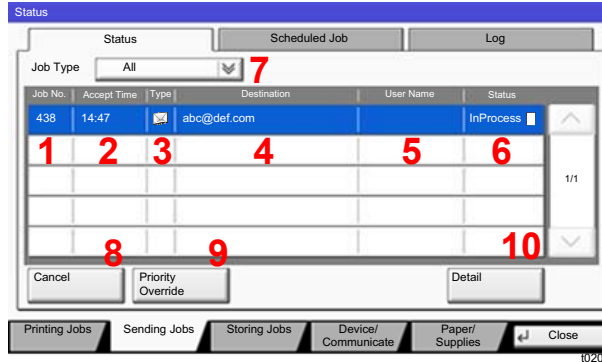 Status
Status Scheduled Job Log
Job Type All 7
Job No. Accept Time Type Destination User Name Status
438 14:47 abc@def.com InProcess
1 2 3 4 5 6
1/1
8 9 10
Cancel Priority Override Detail
Printing Jobs Sending Jobs Storing Jobs Device/ Communicate Paper/ Supplies Close
t020